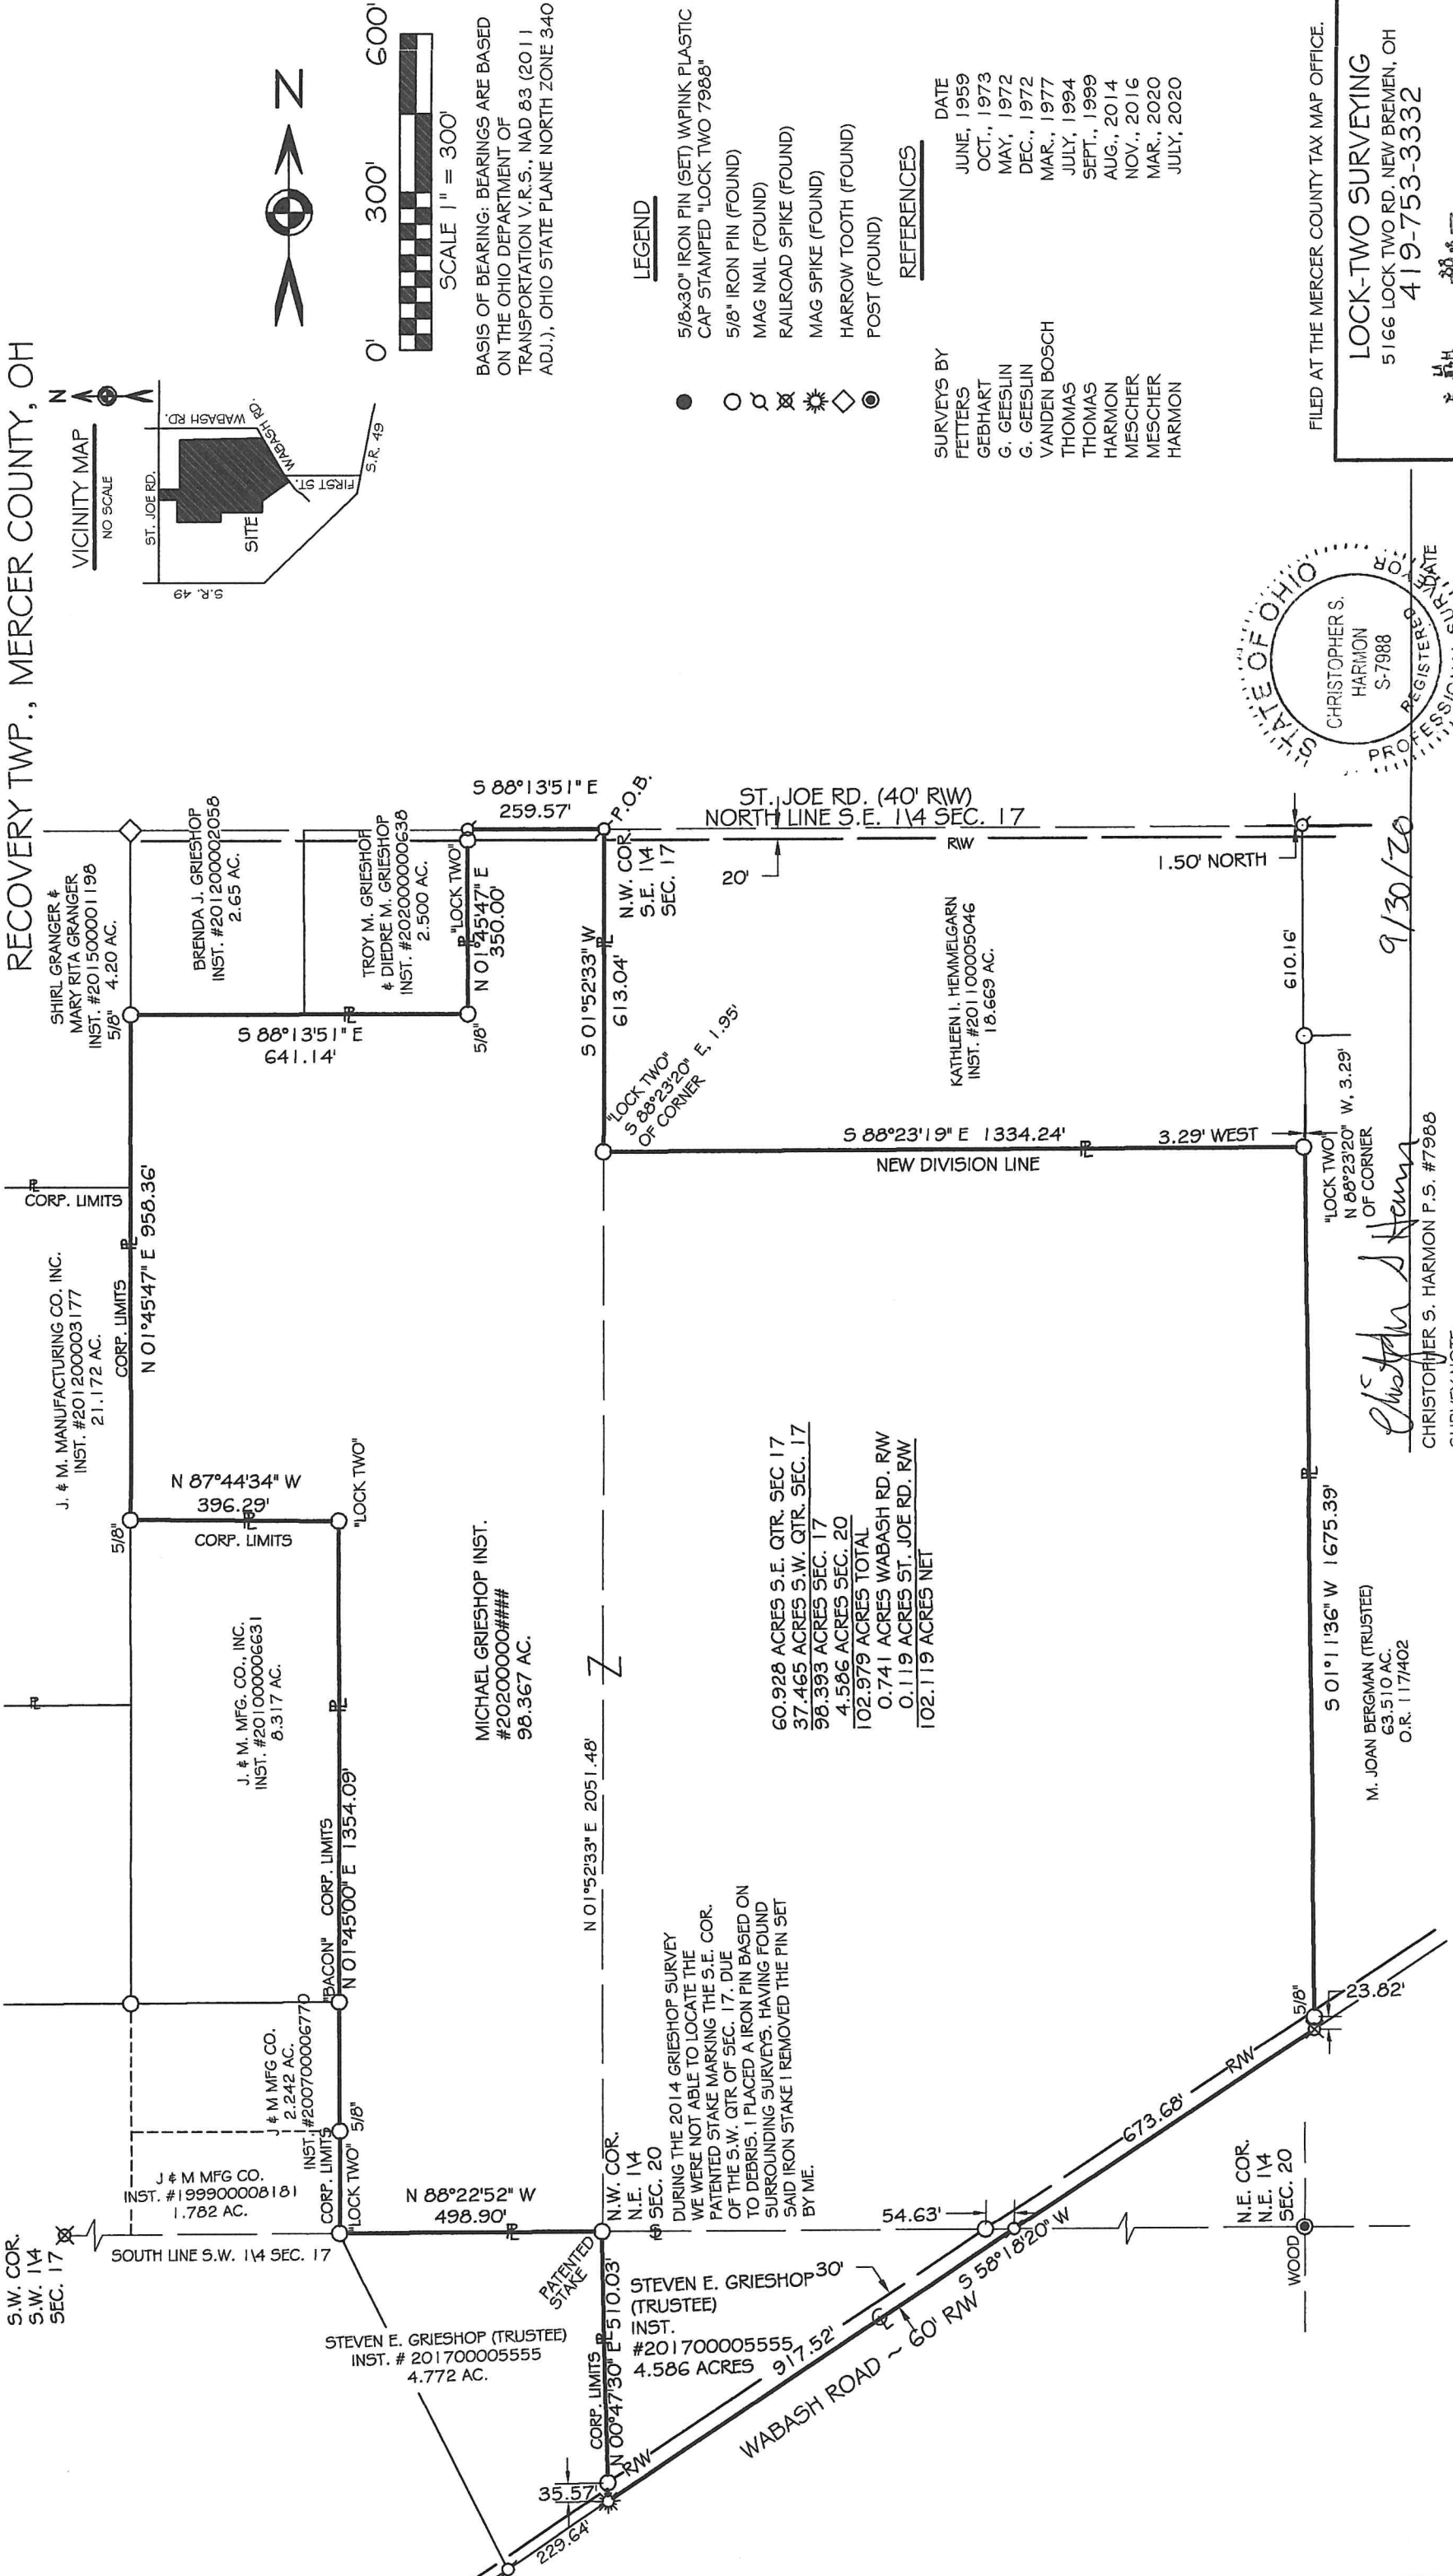 RECOVERY TWP., MERCER COUNTY, OH
VICINITY MAP
NO SCALE
N
ST. JOE RD.
WABASH RD.
WABASH RD.
FIRST ST.
S.R. 49
S.R. 49
SITE
N
0'
300'
600'
SCALE 1" = 300'
BASIS OF BEARING: BEARINGS ARE BASED
ON THE OHIO DEPARTMENT OF
TRANSPORTATION V.R.S., NAD 83 (2011
ADJ.), OHIO STATE PLANE NORTH ZONE 340
LEGEND
5/8x30" IRON PIN (SET) W\PINK PLASTIC
CAP STAMPED "LOCK TWO 7988"
5/8" IRON PIN (FOUND)
MAG NAIL (FOUND)
RAILROAD SPIKE (FOUND)
MAG SPIKE (FOUND)
HARROW TOOTH (FOUND)
POST (FOUND)
REFERENCES
SURVEYS BY DATE
FETTERS JUNE, 1959
GEBHART OCT., 1973
G. GEESLIN MAY, 1972
G. GEESLIN DEC., 1972
VANDEN BOSCH MAR., 1977
THOMAS JULY, 1994
THOMAS SEPT., 1999
HARMON AUG, 2014
MESCHER NOV., 2016
MESCHER MAR., 2020
HARMON JULY, 2020
FILED AT THE MERCER COUNTY TAX MAP OFFICE.
LOCK-TWO SURVEYING
5166 LOCK TWO RD. NEW BREMEN, OH
419-753-3332
SHIRL GRANGER &
MARY RITA GRANGER
INST. #201500001198
4.20 AC.
5/8"
BRENDA J. GRIESHOP
INST. #201200002058
2.65 AC.
TROY M. GRIESHOP
& DIEDRE M. GRIESHOP
INST. #202000000638
2.500 AC.
"LOCK TWO"
N 01°45'47" E
350.00'
5/8"
S 88°13'51" E
259.57'
P.O.B.
S 88°13'51" E
641.14'
ST. JOE RD. (40' R\W)
NORTH LINE S.E. 1\4 SEC. 17
R\W
20'
1.50' NORTH
N.W. COR.
S.E. 1\4
SEC. 17
S 01°52'33" W
613.04'
"LOCK TWO"
S 88°23'20" E, 1.95'
OF CORNER
KATHLEEN I. HEMMELGARN
INST. #201100005046
18.669 AC.
610.16'
S 88°23'19" E 1334.24'
NEW DIVISION LINE
3.29' WEST
"LOCK TWO"
N 88°23'20" W, 3.29'
OF CORNER
CORP. LIMITS
J. & M. MANUFACTURING CO. INC.
INST. #201200003177
21.172 AC.
CORP. LIMITS
N 01°45'47" E 958.36'
5/8"
N 87°44'34" W
396.29'
CORP. LIMITS
"LOCK TWO"
J. & M. MFG. CO., INC.
INST. #201000006631
8.317 AC.
"BACON" CORP. LIMITS
N 01°45'00" E 1354.09'
MICHAEL GRIESHOP INST.
#20200000####
98.367 AC.
60.928 ACRES S.E. QTR. SEC 17
37.465 ACRES S.W. QTR. SEC. 17
98.393 ACRES SEC. 17
4.586 ACRES SEC. 20
102.979 ACRES TOTAL
0.741 ACRES WABASH RD. R/W
0.119 ACRES ST. JOE RD. R/W
102.119 ACRES NET
N 01°52'33" E 2051.48'
S 01°11'36" W 1675.39'
M. JOAN BERGMAN (TRUSTEE)
63.510 AC.
O.R. 117/402
J & M MFG CO.
2.242 AC.
INST. #200700006770
J & M MFG CO.
INST. #199900008181
1.782 AC.
CORP. LIMITS
"LOCK TWO"
5/8"
S.W. COR.
S.W. 1\4
SEC. 17
SOUTH LINE S.W. 1\4 SEC. 17
N 88°22'52" W
498.90'
PATENTED
STAKE
N.W. COR.
N.E. 1\4
SEC. 20
DURING THE 2014 GRIESHOP SURVEY
WE WERE NOT ABLE TO LOCATE THE
PATENTED STAKE MARKING THE S.E. COR.
OF THE S.W. QTR OF SEC. 17. DUE
TO DEBRIS. I PLACED A IRON PIN BASED ON
SURROUNDING SURVEYS. HAVING FOUND
SAID IRON STAKE I REMOVED THE PIN SET
BY ME.
STEVEN E. GRIESHOP (TRUSTEE)
INST. # 201700005555
4.772 AC.
CORP. LIMITS
N 00°47'30" E 510.03'
STEVEN E. GRIESHOP
(TRUSTEE)
INST.
#201700005555
4.586 ACRES
30'
54.63'
35.57'
229.64'
R/W
917.52'
WABASH ROAD ~ 60' R/W
S 58°18'20" W
673.68'
R/W
23.82'
5/8"
N.E. COR.
N.E. 1\4
SEC. 20
WOOD
STATE OF OHIO
CHRISTOPHER S.
HARMON
S-7988
REGISTERED
PROFESSIONAL SURVEYOR
Christopher S Harmon
9/30/20
CHRISTOPHER S. HARMON P.S. #7988
DATE